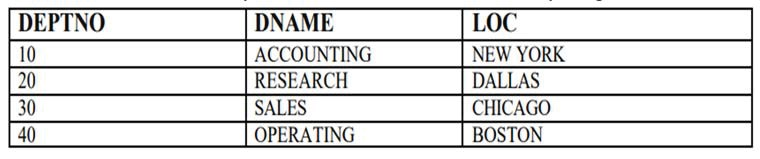 DEPTNO DNAME LOC
10 ACCOUNTING NEW YORK
20 RESEARCH DALLAS
30 SALES CHICAGO
40 OPERATING BOSTON